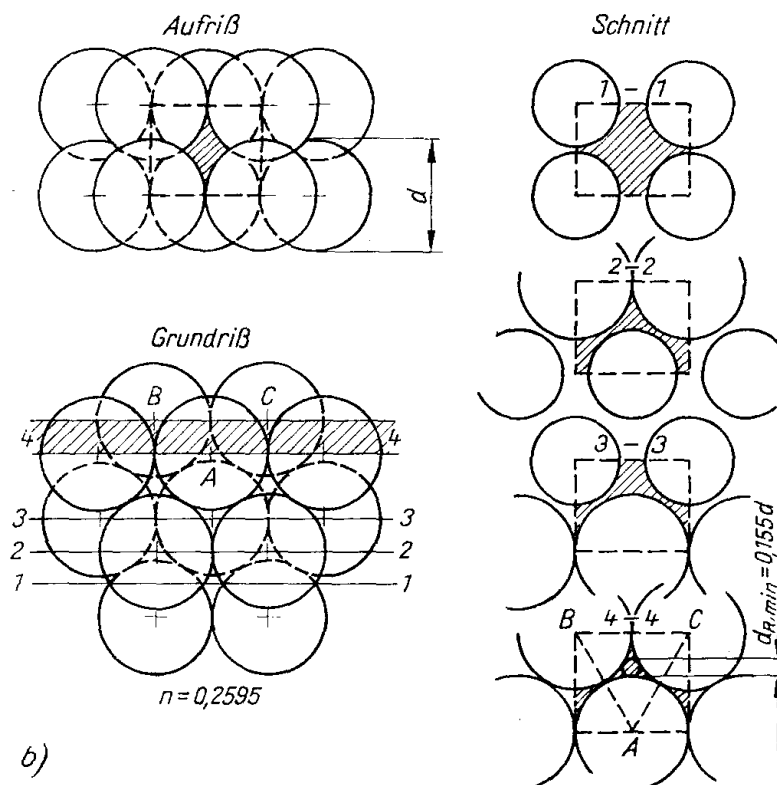 Aufriß
d
Grundriß
B C
4 4
A
3 3
2 2
1 1
n=0,2595
b)
Schnitt
1-1
2-2
3-3
B 4-4 C
A
d_R,min=0,155d